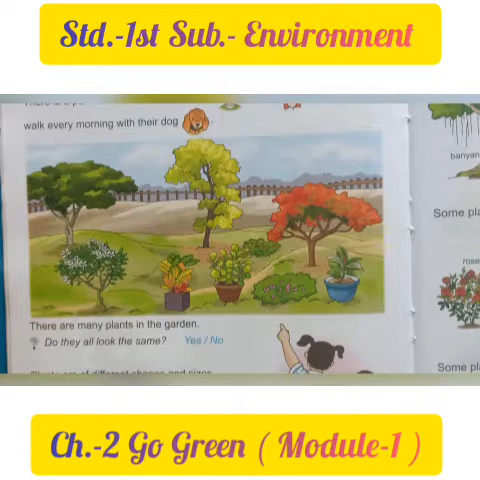 Std.-1st Sub.- Environment
walk every morning with their dog
There are many plants in the garden.
Do they all look the same? Yes / No
banyan
Some pla
rose
Some pl
Ch.-2 Go Green ( Module-1 )